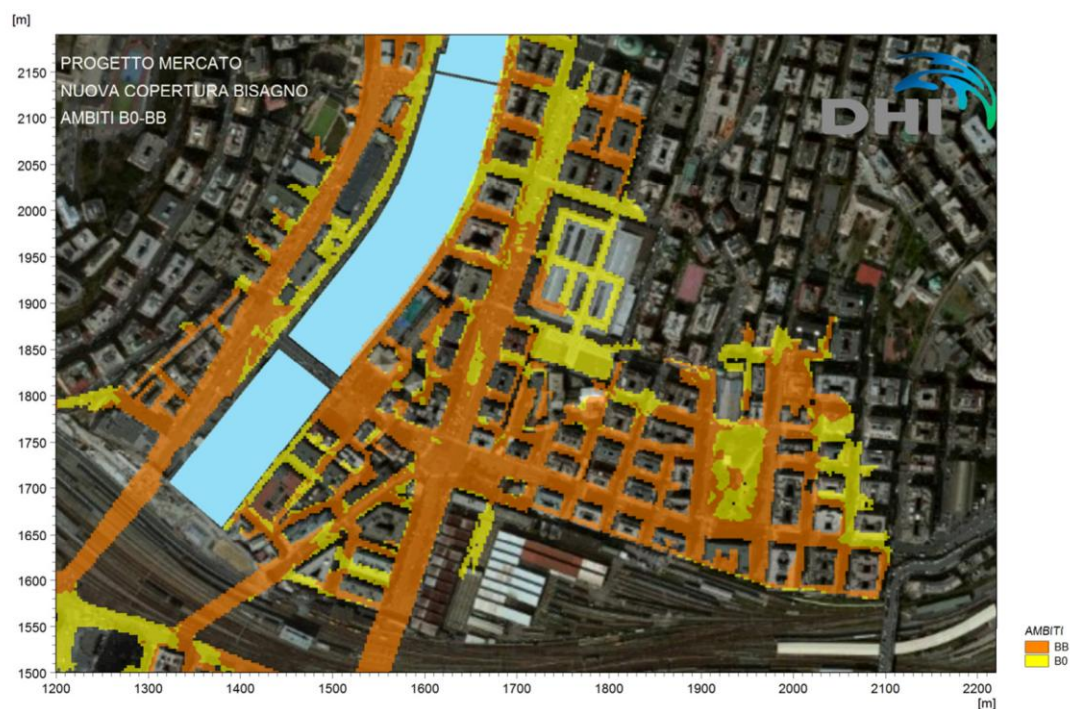 [m]
PROGETTO MERCATO
NUOVA COPERTURA BISAGNO
AMBITI B0-BB
DHI
2150
2100
2050
2000
1950
1900
1850
1800
1750
1700
1650
1600
1550
1500
1200 1300 1400 1500 1600 1700 1800 1900 2000 2100 2200
[m]
AMBITI
BB
B0